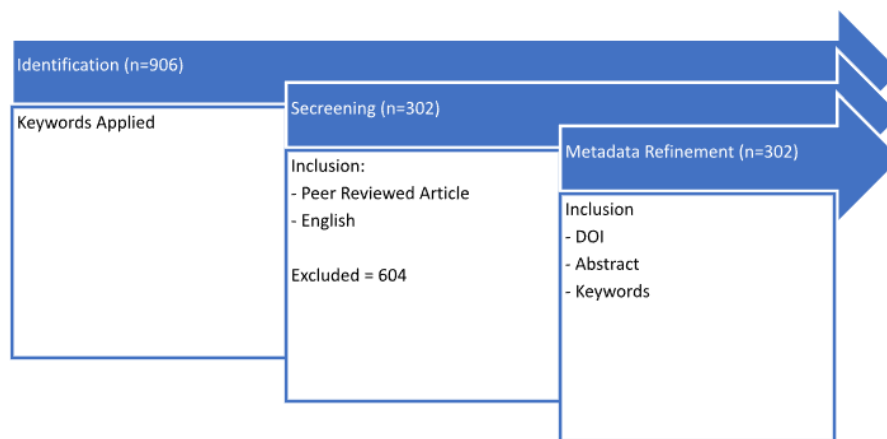 Identification (n=906)
Keywords Applied
Secreening (n=302)
Inclusion:
- Peer Reviewed Article
- English
Excluded = 604
Metadata Refinement (n=302)
Inclusion
- DOI
- Abstract
- Keywords